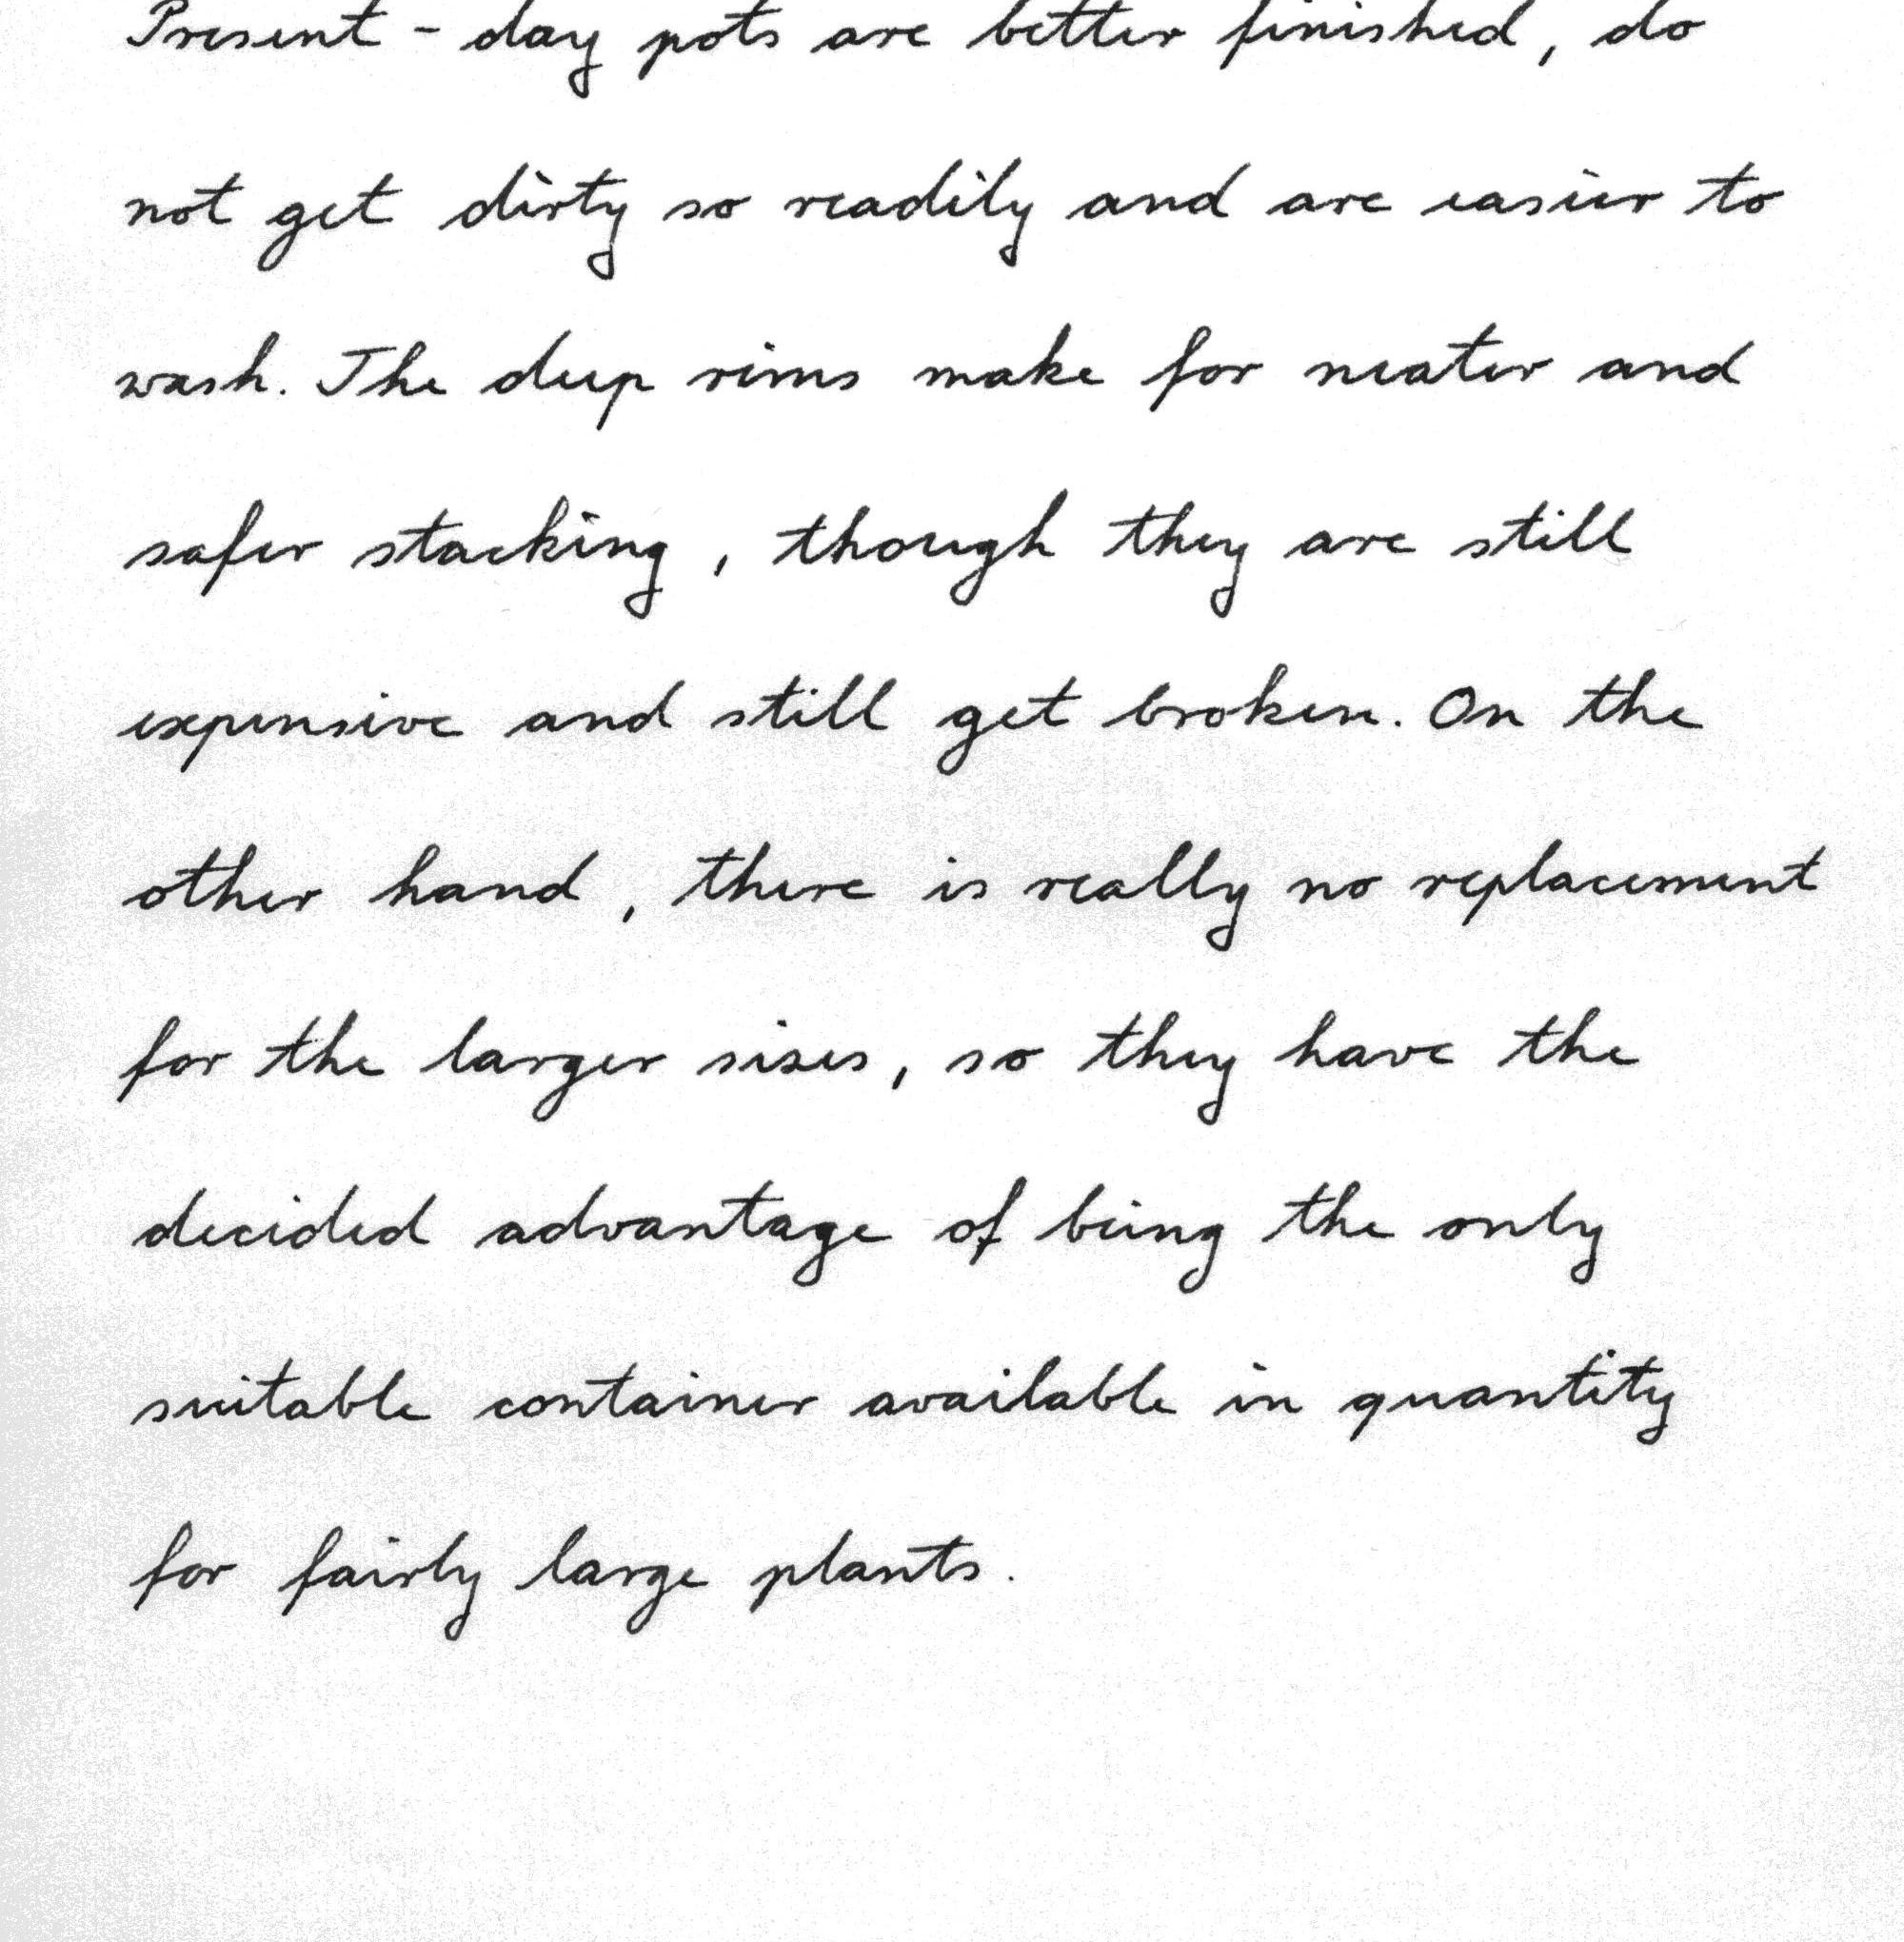 Present - day pots are better finished, do
not get dirty so readily and are easier to
wash. The deep rims make for neater and
safer stacking, though they are still
expensive and still get broken. On the
other hand, there is really no replacement
for the larger sizes, so they have the
decided advantage of being the only
suitable container available in quantity
for fairly large plants.